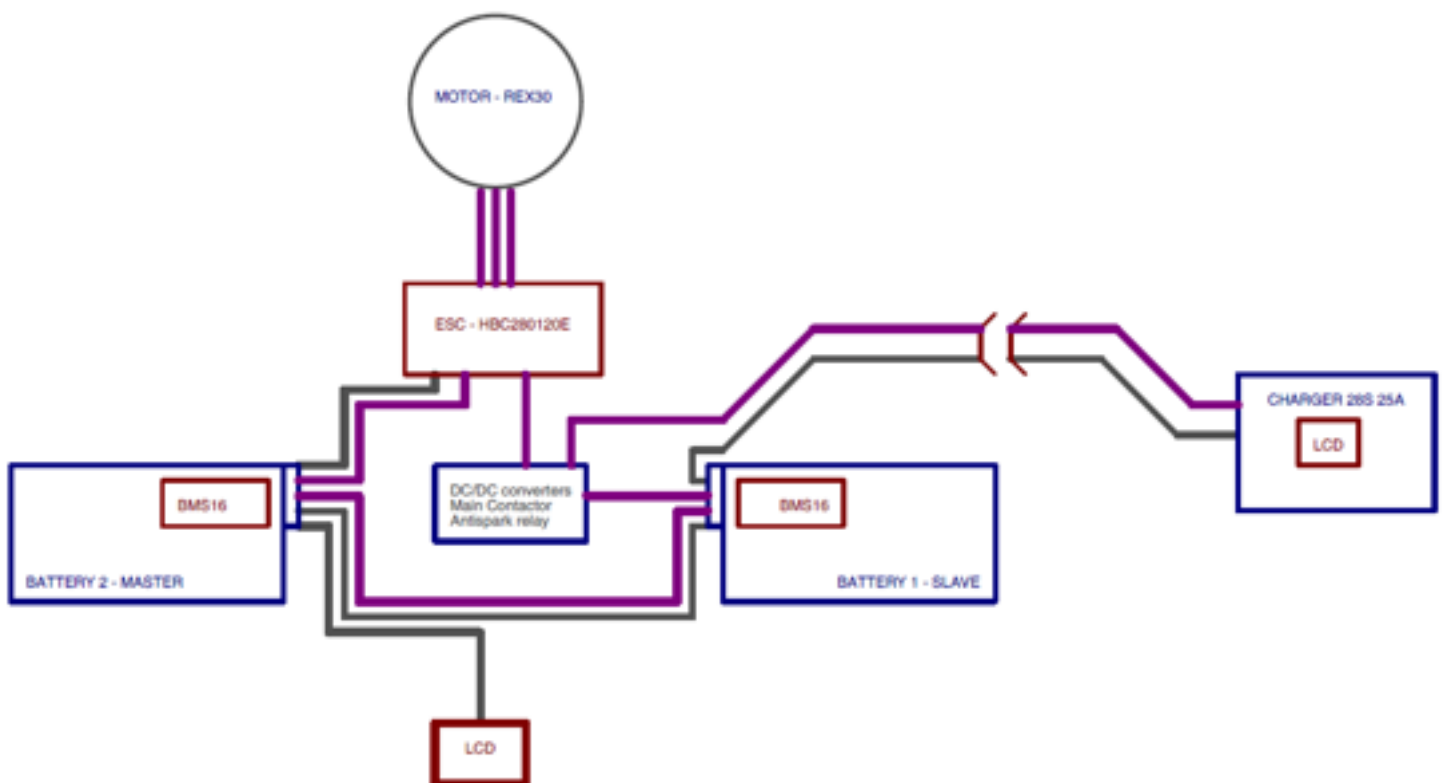 MOTOR - REX30
ESC - HBC280120E
CHARGER 28S 25A
LCD
DC/DC converters
Main Contactor
Antispark relay
BMS16
BMS16
BATTERY 2 - MASTER
BATTERY 1 - SLAVE
LCD